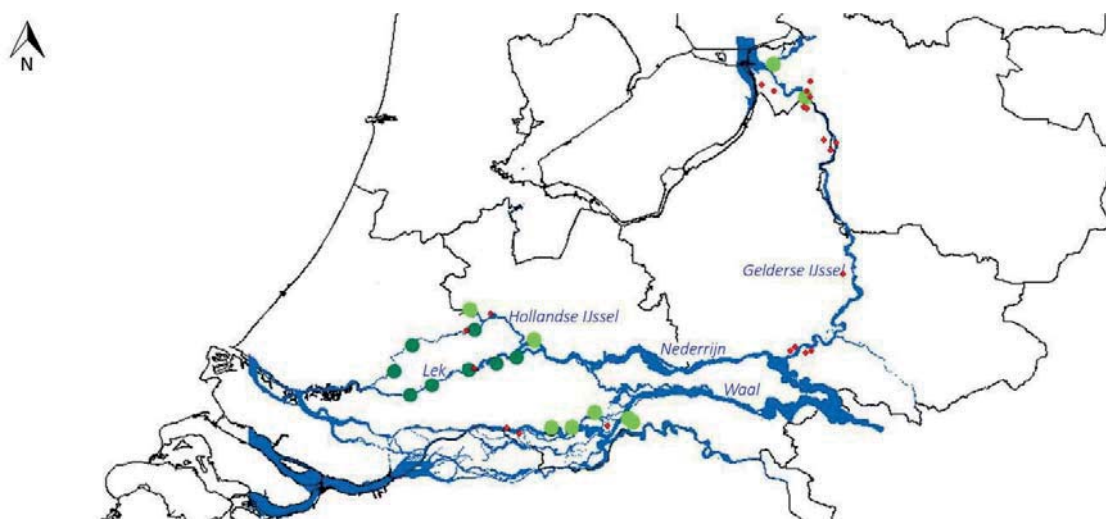 N
Gelderse IJssel
Hollandse IJssel
Nederrijn
Lek
Waal